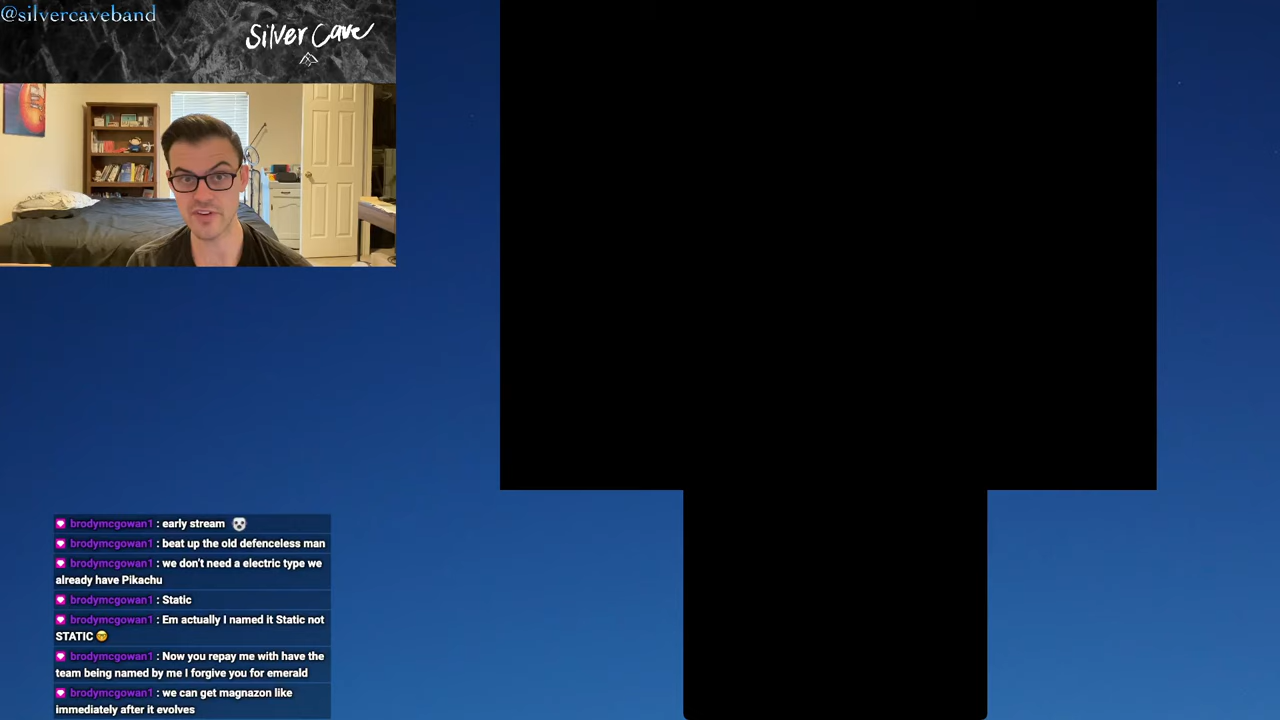 @silvercaveband
Silver Cave
brodymcgowan1 : early stream
brodymcgowan1 : beat up the old defenceless man
brodymcgowan1 : we don't need a electric type we
already have Pikachu
brodymcgowan1 : Static
brodymcgowan1 : Em actually I named it Static not
STATIC 🤓
brodymcgowan1 : Now you repay me with have the
team being named by me I forgive you for emerald
brodymcgowan1 : we can get magnazon like
immediately after it evolves